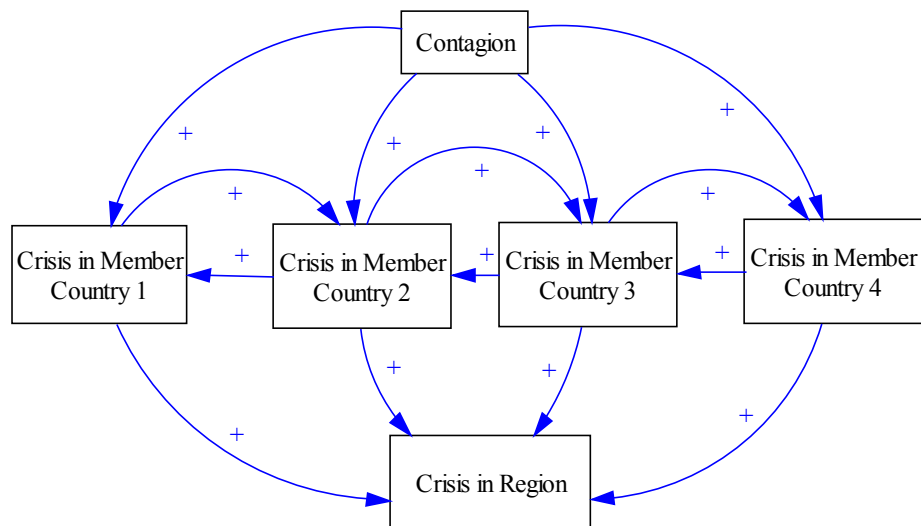 Contagion
+
+
+
+
+
+
+
Crisis in Member
Country 1
+
Crisis in Member
Country 2
+
Crisis in Member
Country 3
+
Crisis in Member
Country 4
+
+
+
+
Crisis in Region